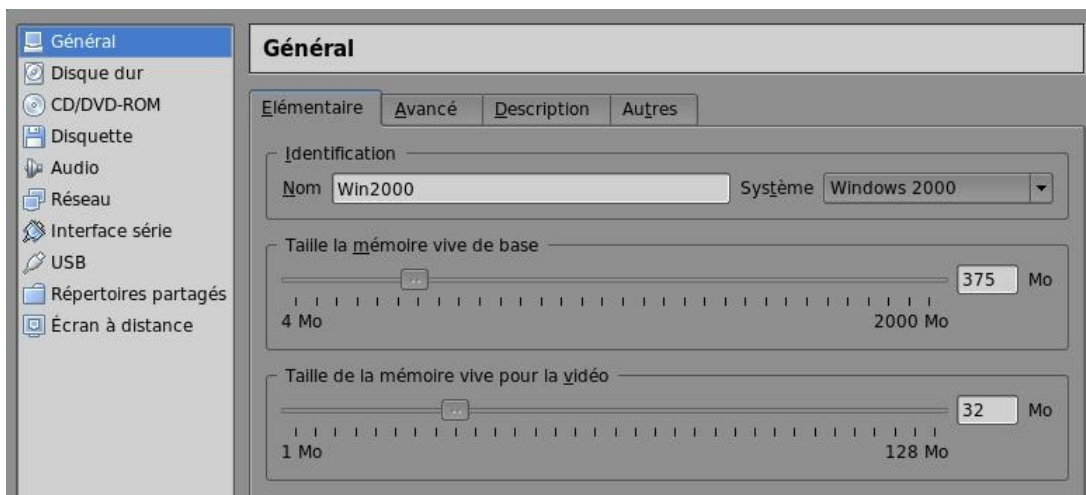 Général
Disque dur
CD/DVD-ROM
Disquette
Audio
Réseau
Interface série
USB
Répertoires partagés
Écran à distance
Général
Elémentaire Avancé Description Autres
Identification
Nom Win2000 Système Windows 2000
Taille la mémoire vive de base
375 Mo
4 Mo 2000 Mo
Taille de la mémoire vive pour la vidéo
32 Mo
1 Mo 128 Mo